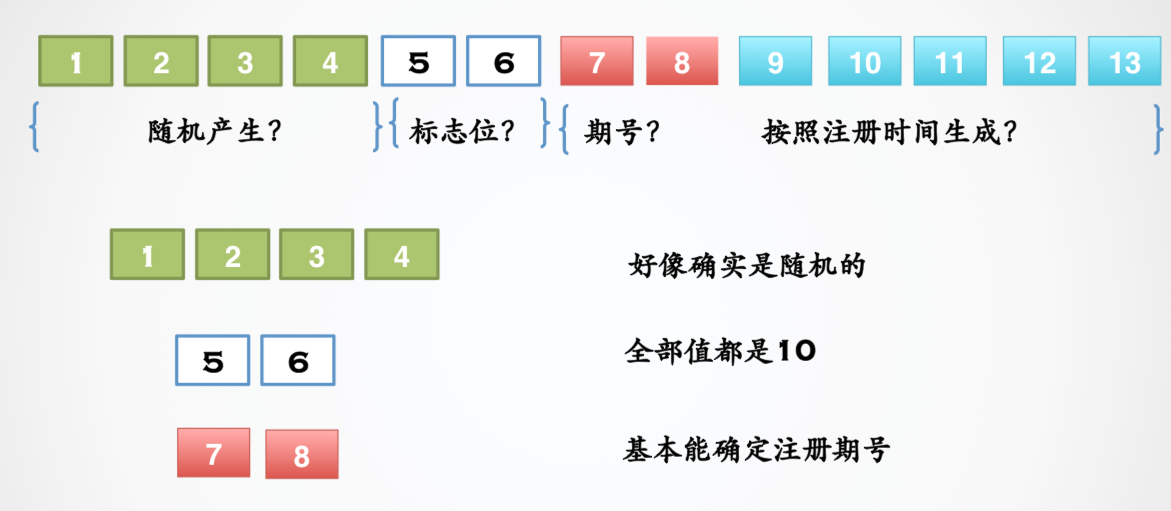 1 2 3 4 5 6 7 8 9 10 11 12 13
随机产生? 标志位? 期号? 按照注册时间生成?
1 2 3 4 好像确实是随机的
5 6 全部值都是10
7 8 基本能确定注册期号